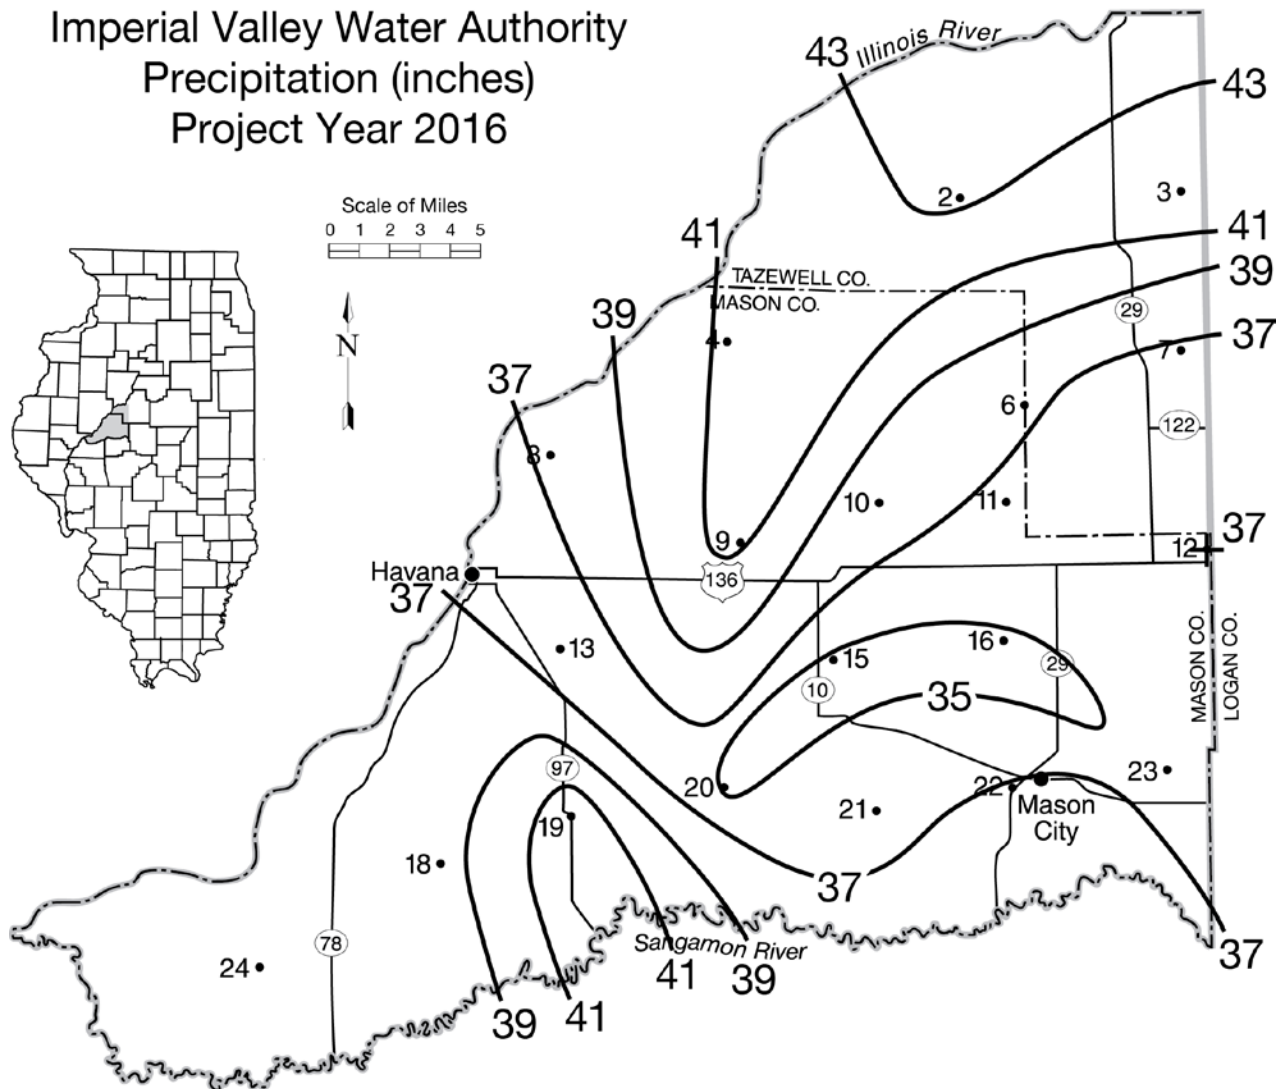 Imperial Valley Water Authority
Precipitation (inches)
Project Year 2016
43
Illinois River
43
Scale of Miles
0 1 2 3 4 5
2
3
41
41
39
TAZEWELL CO.
MASON CO.
39
29
37
N
4
7
37
6
122
8
10
11
9
37
12
136
Havana
37
13
16
15
29
10
MASON CO.
LOGAN CO.
35
97
20
23
22
21
Mason
City
19
18
37
78
Sangamon River
24
41
39
37
39
41